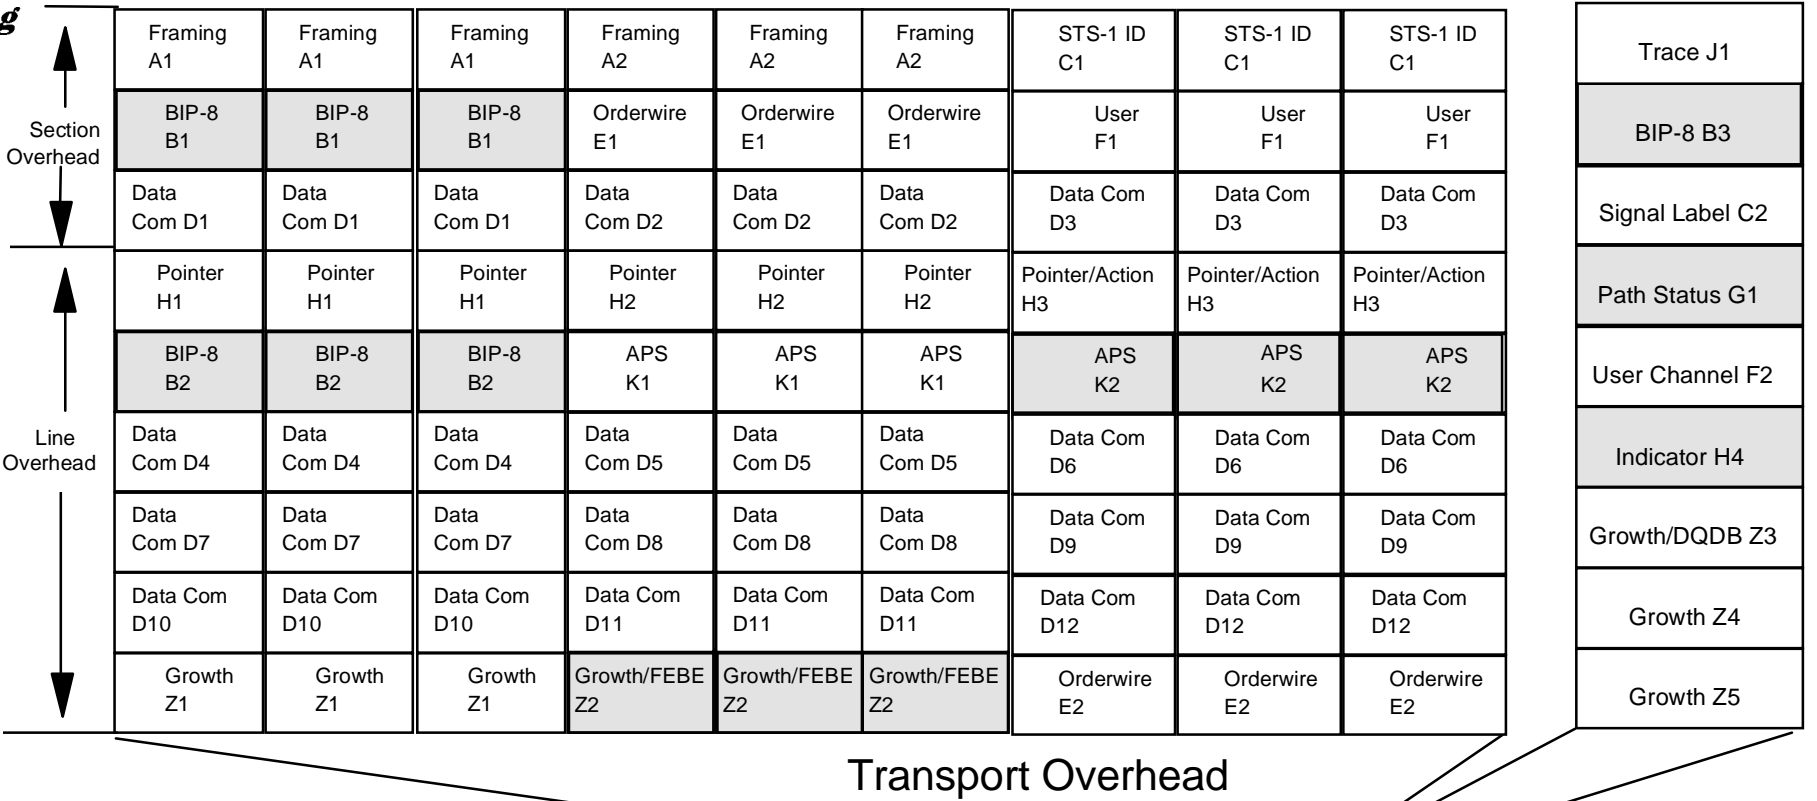 g
Framing A1 Framing A1 Framing A1 Framing A2 Framing A2 Framing A2 STS-1 ID C1 STS-1 ID C1 STS-1 ID C1 Trace J1
Section Overhead
BIP-8 B1 BIP-8 B1 BIP-8 B1 Orderwire E1 Orderwire E1 Orderwire E1 User F1 User F1 User F1 BIP-8 B3
Data Com D1 Data Com D1 Data Com D1 Data Com D2 Data Com D2 Data Com D2 Data Com D3 Data Com D3 Data Com D3 Signal Label C2
Pointer H1 Pointer H1 Pointer H1 Pointer H2 Pointer H2 Pointer H2 Pointer/Action H3 Pointer/Action H3 Pointer/Action H3 Path Status G1
BIP-8 B2 BIP-8 B2 BIP-8 B2 APS K1 APS K1 APS K1 APS K2 APS K2 APS K2 User Channel F2
Line Overhead
Data Com D4 Data Com D4 Data Com D4 Data Com D5 Data Com D5 Data Com D5 Data Com D6 Data Com D6 Data Com D6 Indicator H4
Data Com D7 Data Com D7 Data Com D7 Data Com D8 Data Com D8 Data Com D8 Data Com D9 Data Com D9 Data Com D9 Growth/DQDB Z3
Data Com D10 Data Com D10 Data Com D10 Data Com D11 Data Com D11 Data Com D11 Data Com D12 Data Com D12 Data Com D12 Growth Z4
Growth Z1 Growth Z1 Growth Z1 Growth/FEBE Z2 Growth/FEBE Z2 Growth/FEBE Z2 Orderwire E2 Orderwire E2 Orderwire E2 Growth Z5
Transport Overhead